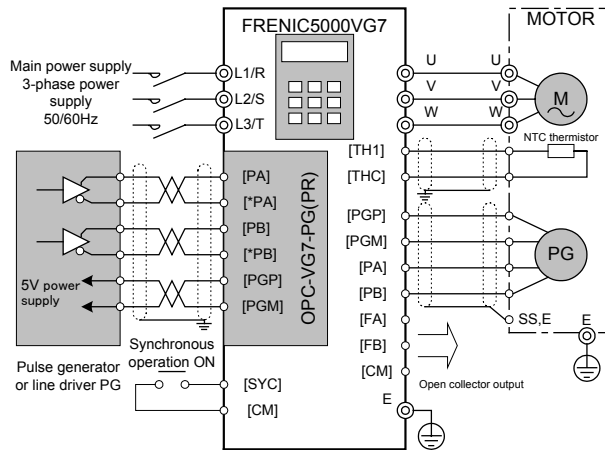 FRENIC5000VG7
MOTOR
Main power supply
3-phase power
supply
50/60Hz
L1/R
L2/S
L3/T
U
V
W
U
V
W
M
[TH1]
[THC]
NTC thermistor
[PA]
[*PA]
[PB]
[*PB]
[PGP]
[PGM]
OPC-VG7-PG(PR)
5V power
supply
Pulse generator
or line driver PG
Synchronous
operation ON
[SYC]
[CM]
[PGP]
[PGM]
[PA]
[PB]
PG
[FA]
[FB]
[CM]
SS,E
E
Open collector output
E